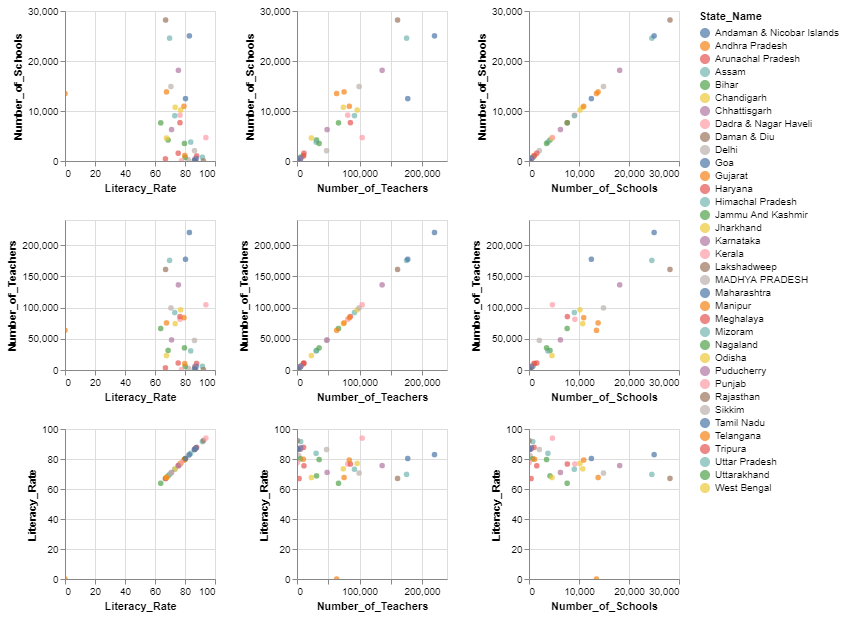 30,000
20,000
10,000
0
Number_of_Schools
0
20
40
60
80
100
Literacy_Rate
30,000
20,000
10,000
0
Number_of_Schools
0
100,000
200,000
Number_of_Teachers
30,000
20,000
10,000
0
Number_of_Schools
0
10,000
20,000
30,000
Number_of_Schools
200,000
150,000
100,000
50,000
0
Number_of_Teachers
0
20
40
60
80
100
Literacy_Rate
200,000
150,000
100,000
50,000
0
Number_of_Teachers
0
100,000
200,000
Number_of_Teachers
200,000
150,000
100,000
50,000
0
Number_of_Teachers
0
10,000
20,000
30,000
Number_of_Schools
100
80
60
40
20
0
Literacy_Rate
0
20
40
60
80
100
Literacy_Rate
100
80
60
40
20
0
Literacy_Rate
0
100,000
200,000
Number_of_Teachers
100
80
60
40
20
0
Literacy_Rate
0
10,000
20,000
30,000
Number_of_Schools
State_Name
Andaman & Nicobar Islands
Andhra Pradesh
Arunachal Pradesh
Assam
Bihar
Chandigarh
Chhattisgarh
Dadra & Nagar Haveli
Daman & Diu
Delhi
Goa
Gujarat
Haryana
Himachal Pradesh
Jammu And Kashmir
Jharkhand
Karnataka
Kerala
Lakshadweep
MADHYA PRADESH
Maharashtra
Manipur
Meghalaya
Mizoram
Nagaland
Odisha
Puducherry
Punjab
Rajasthan
Sikkim
Tamil Nadu
Telangana
Tripura
Uttar Pradesh
Uttarakhand
West Bengal